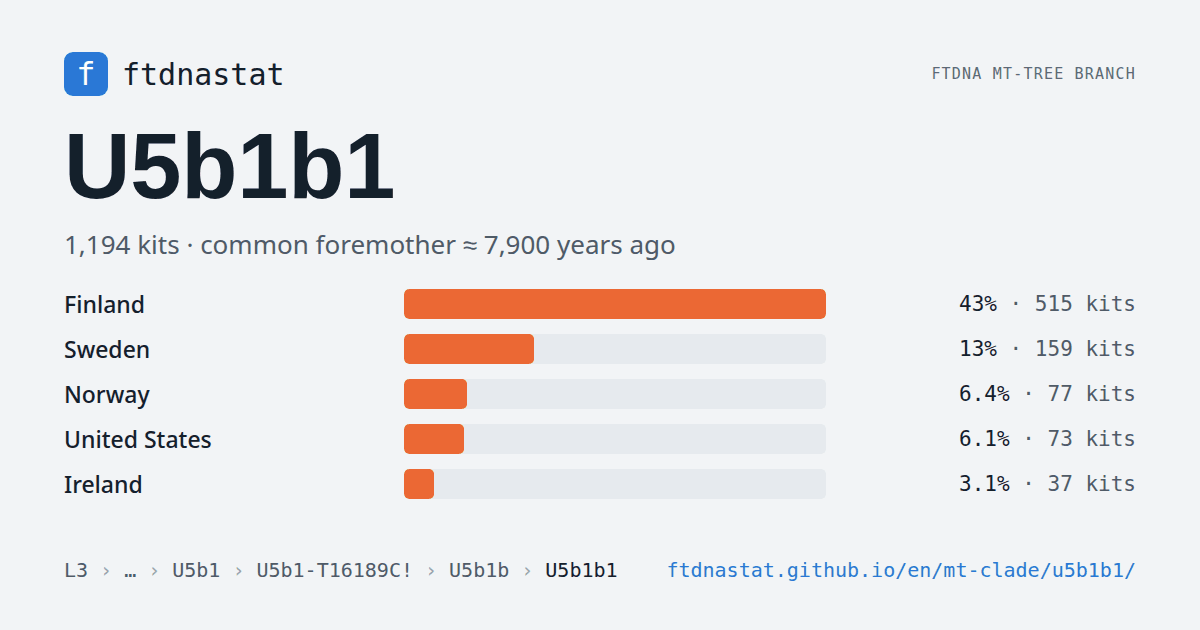 f ftdnastat
FTDNA MT-TREE BRANCH
U5b1b1
1,194 kits · common foremother ≈ 7,900 years ago
Finland 43% · 515 kits
Sweden 13% · 159 kits
Norway 6.4% · 77 kits
United States 6.1% · 73 kits
Ireland 3.1% · 37 kits
L3 › … › U5b1 › U5b1-T16189C! › U5b1b › U5b1b1
ftdnastat.github.io/en/mt-clade/u5b1b1/